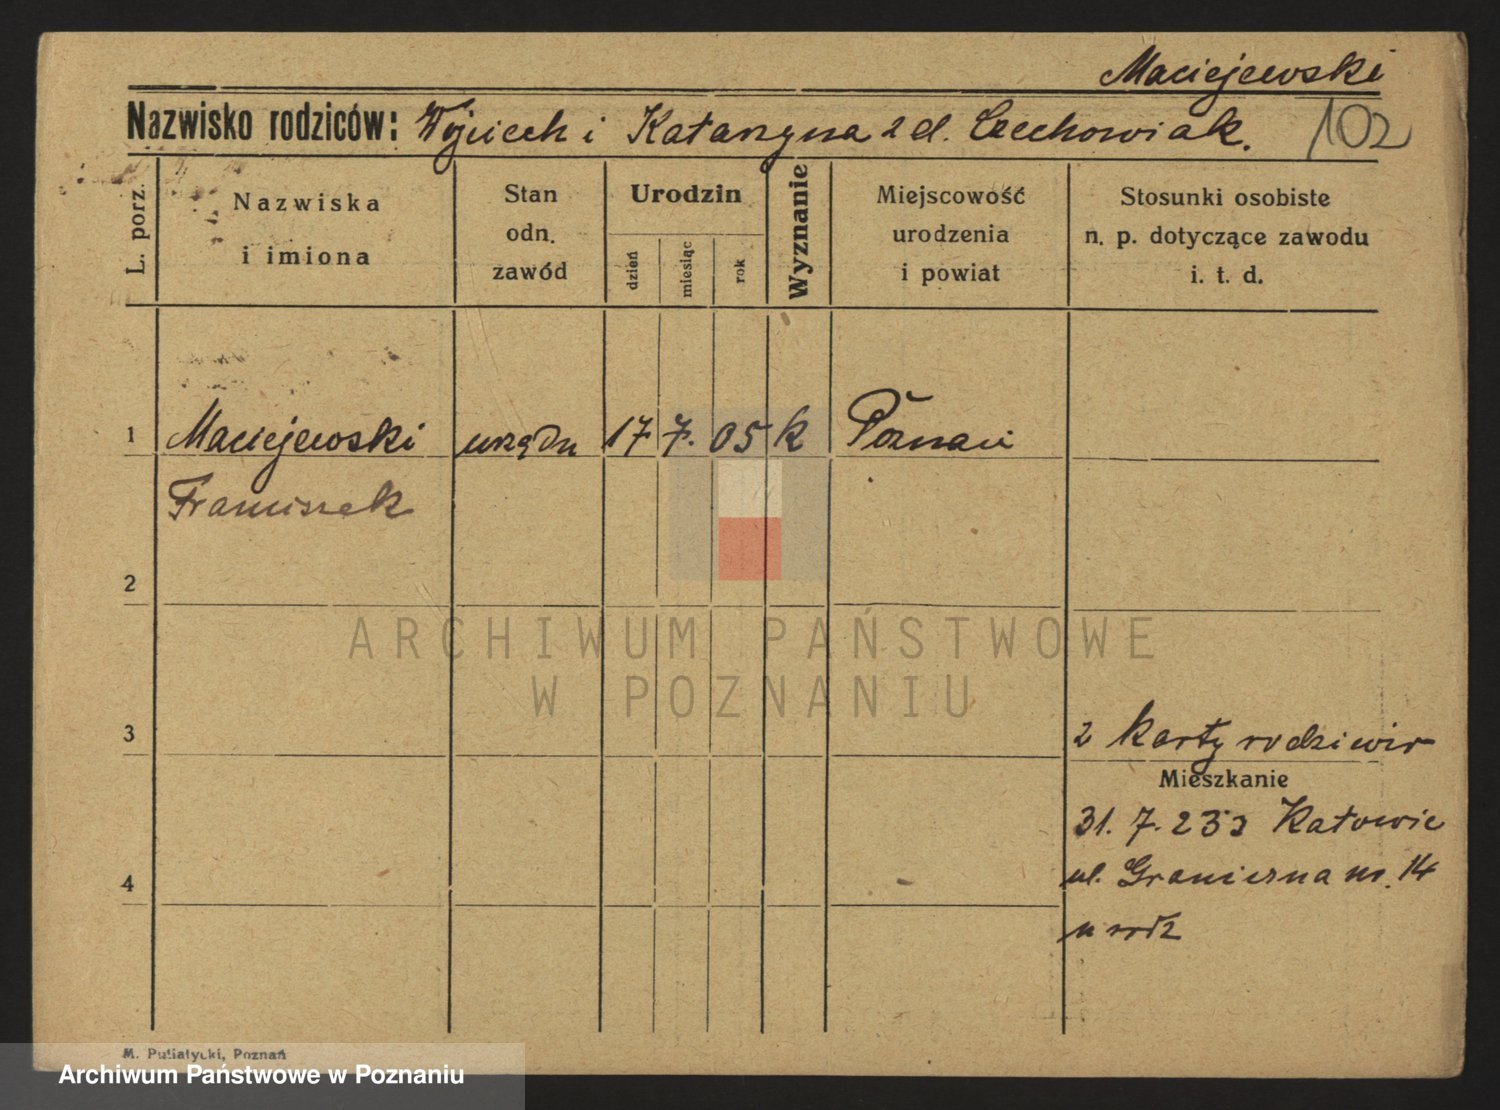 Maciejewski
Nazwisko rodziców: Wojciech i Katarzyna z d. Czechowiak. 102
L. porz.
Nazwiska
i imiona
Stan
odn.
zawód
Urodzin
dzień
miesiąc
rok
Wyznanie
Miejscowość
urodzenia
i powiat
Stosunki osobiste
n. p. dotyczące zawodu
i. t. d.
1 Maciejewski urzędn 17 7. 05 k Poznań
Franciszek
2
ARCHIWUM PAŃSTWOWE
W POZNANIU
3
z karty rodziców
Mieszkanie
31. 7. 23 z Katowic
4
ul. Graniczna nr. 14
u rodz
M. Putiatycki, Poznań
Archiwum Państwowe w Poznaniu